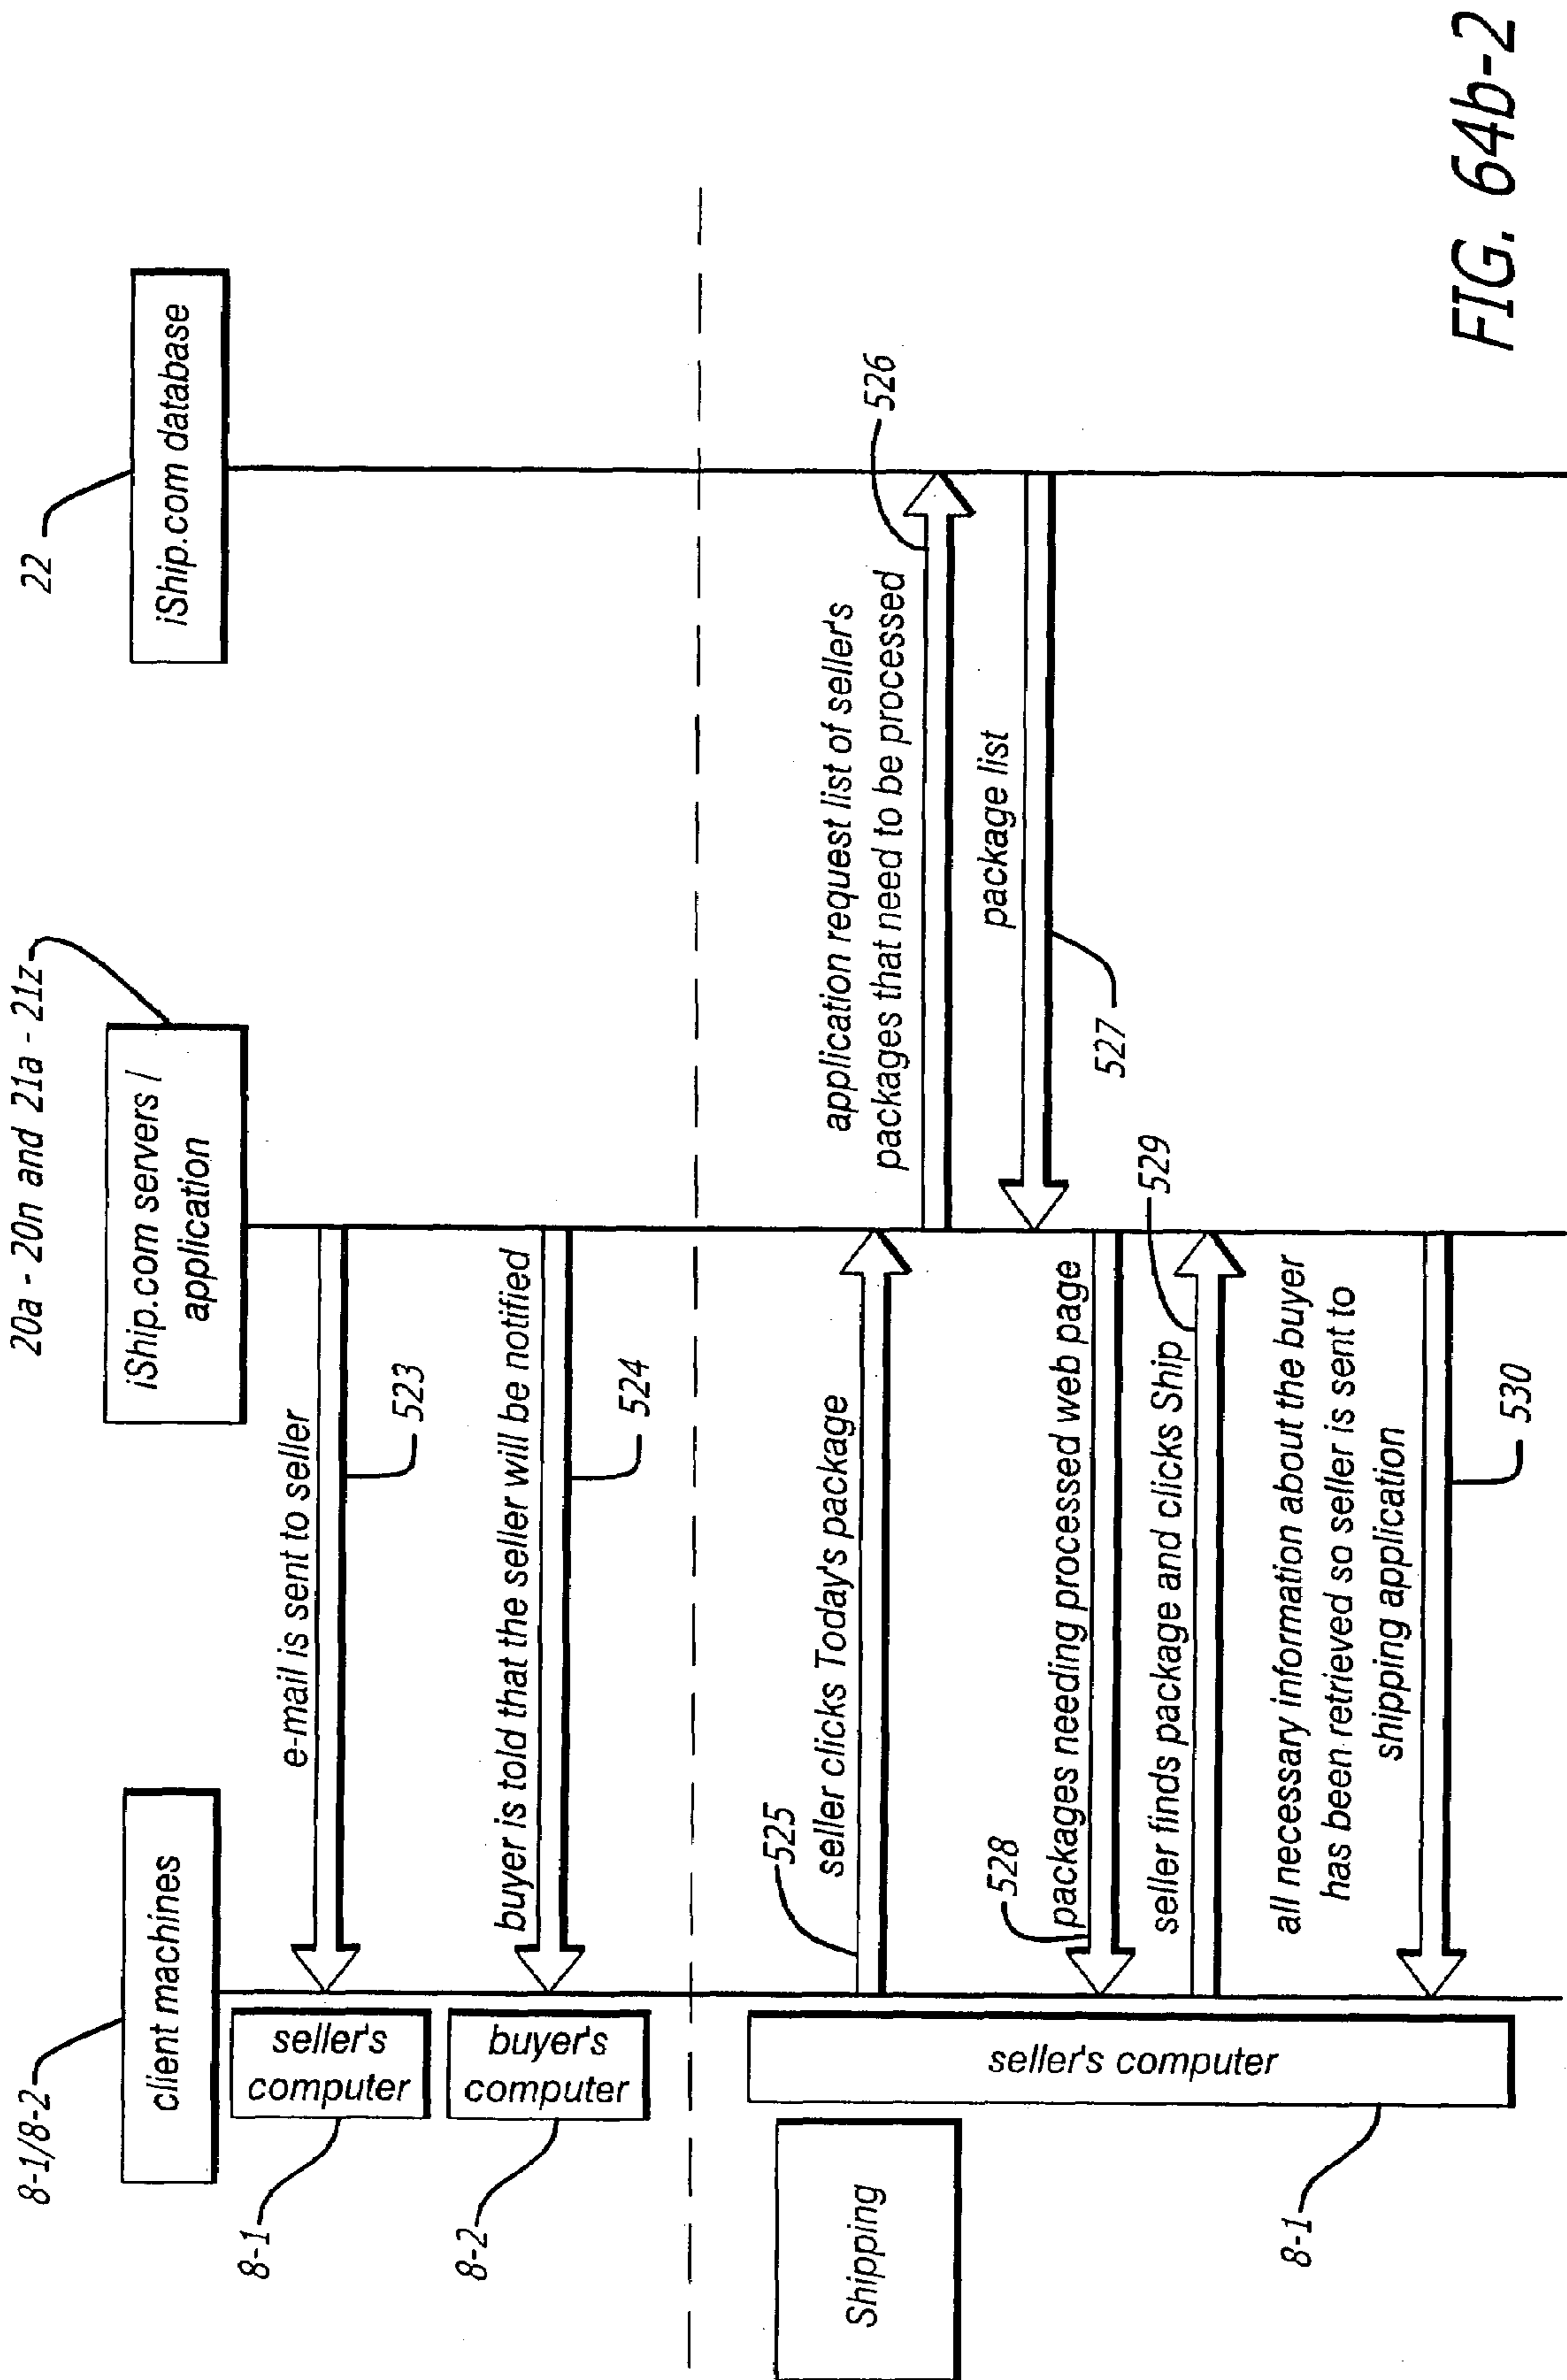 8-1/8-2
client machines
20a - 20n and 21a - 21z
iShip.com servers /
application
22
iShip.com database
8-1
seller's
computer
e-mail is sent to seller
523
8-2
buyer's
computer
buyer is told that the seller will be notified
524
Shipping
8-1
seller's computer
525
seller clicks Today's package
application request list of seller's
packages that need to be processed
526
package list
527
528
packages needing processed web page
seller finds package and clicks Ship
529
all necessary information about the buyer
has been retrieved so seller is sent to
shipping application
530
FIG. 64b-2